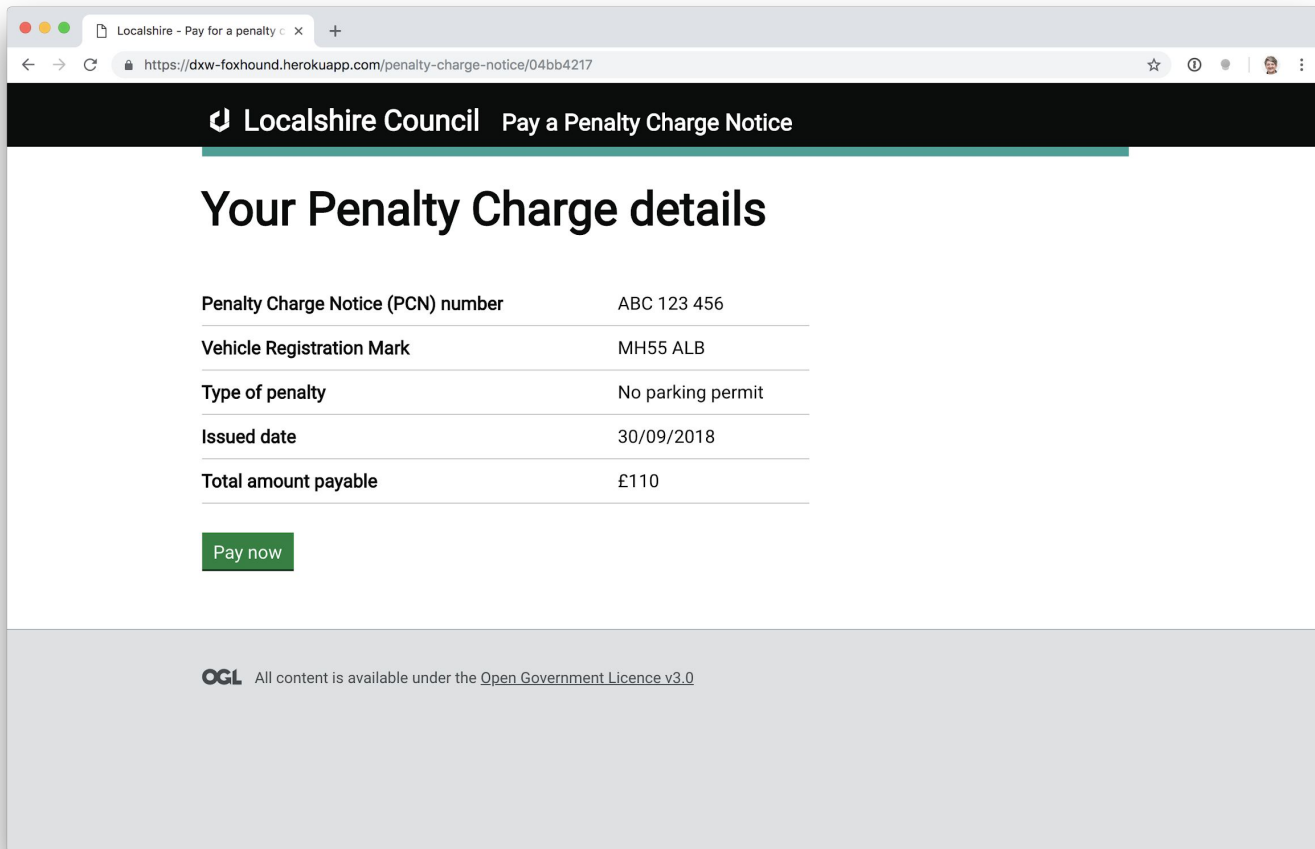 Localshire - Pay for a penalty c
https://dxw-foxhound.herokuapp.com/penalty-charge-notice/04bb4217
Localshire Council Pay a Penalty Charge Notice
Your Penalty Charge details
Penalty Charge Notice (PCN) number ABC 123 456
Vehicle Registration Mark MH55 ALB
Type of penalty No parking permit
Issued date 30/09/2018
Total amount payable £110
Pay now
OGL All content is available under the Open Government Licence v3.0